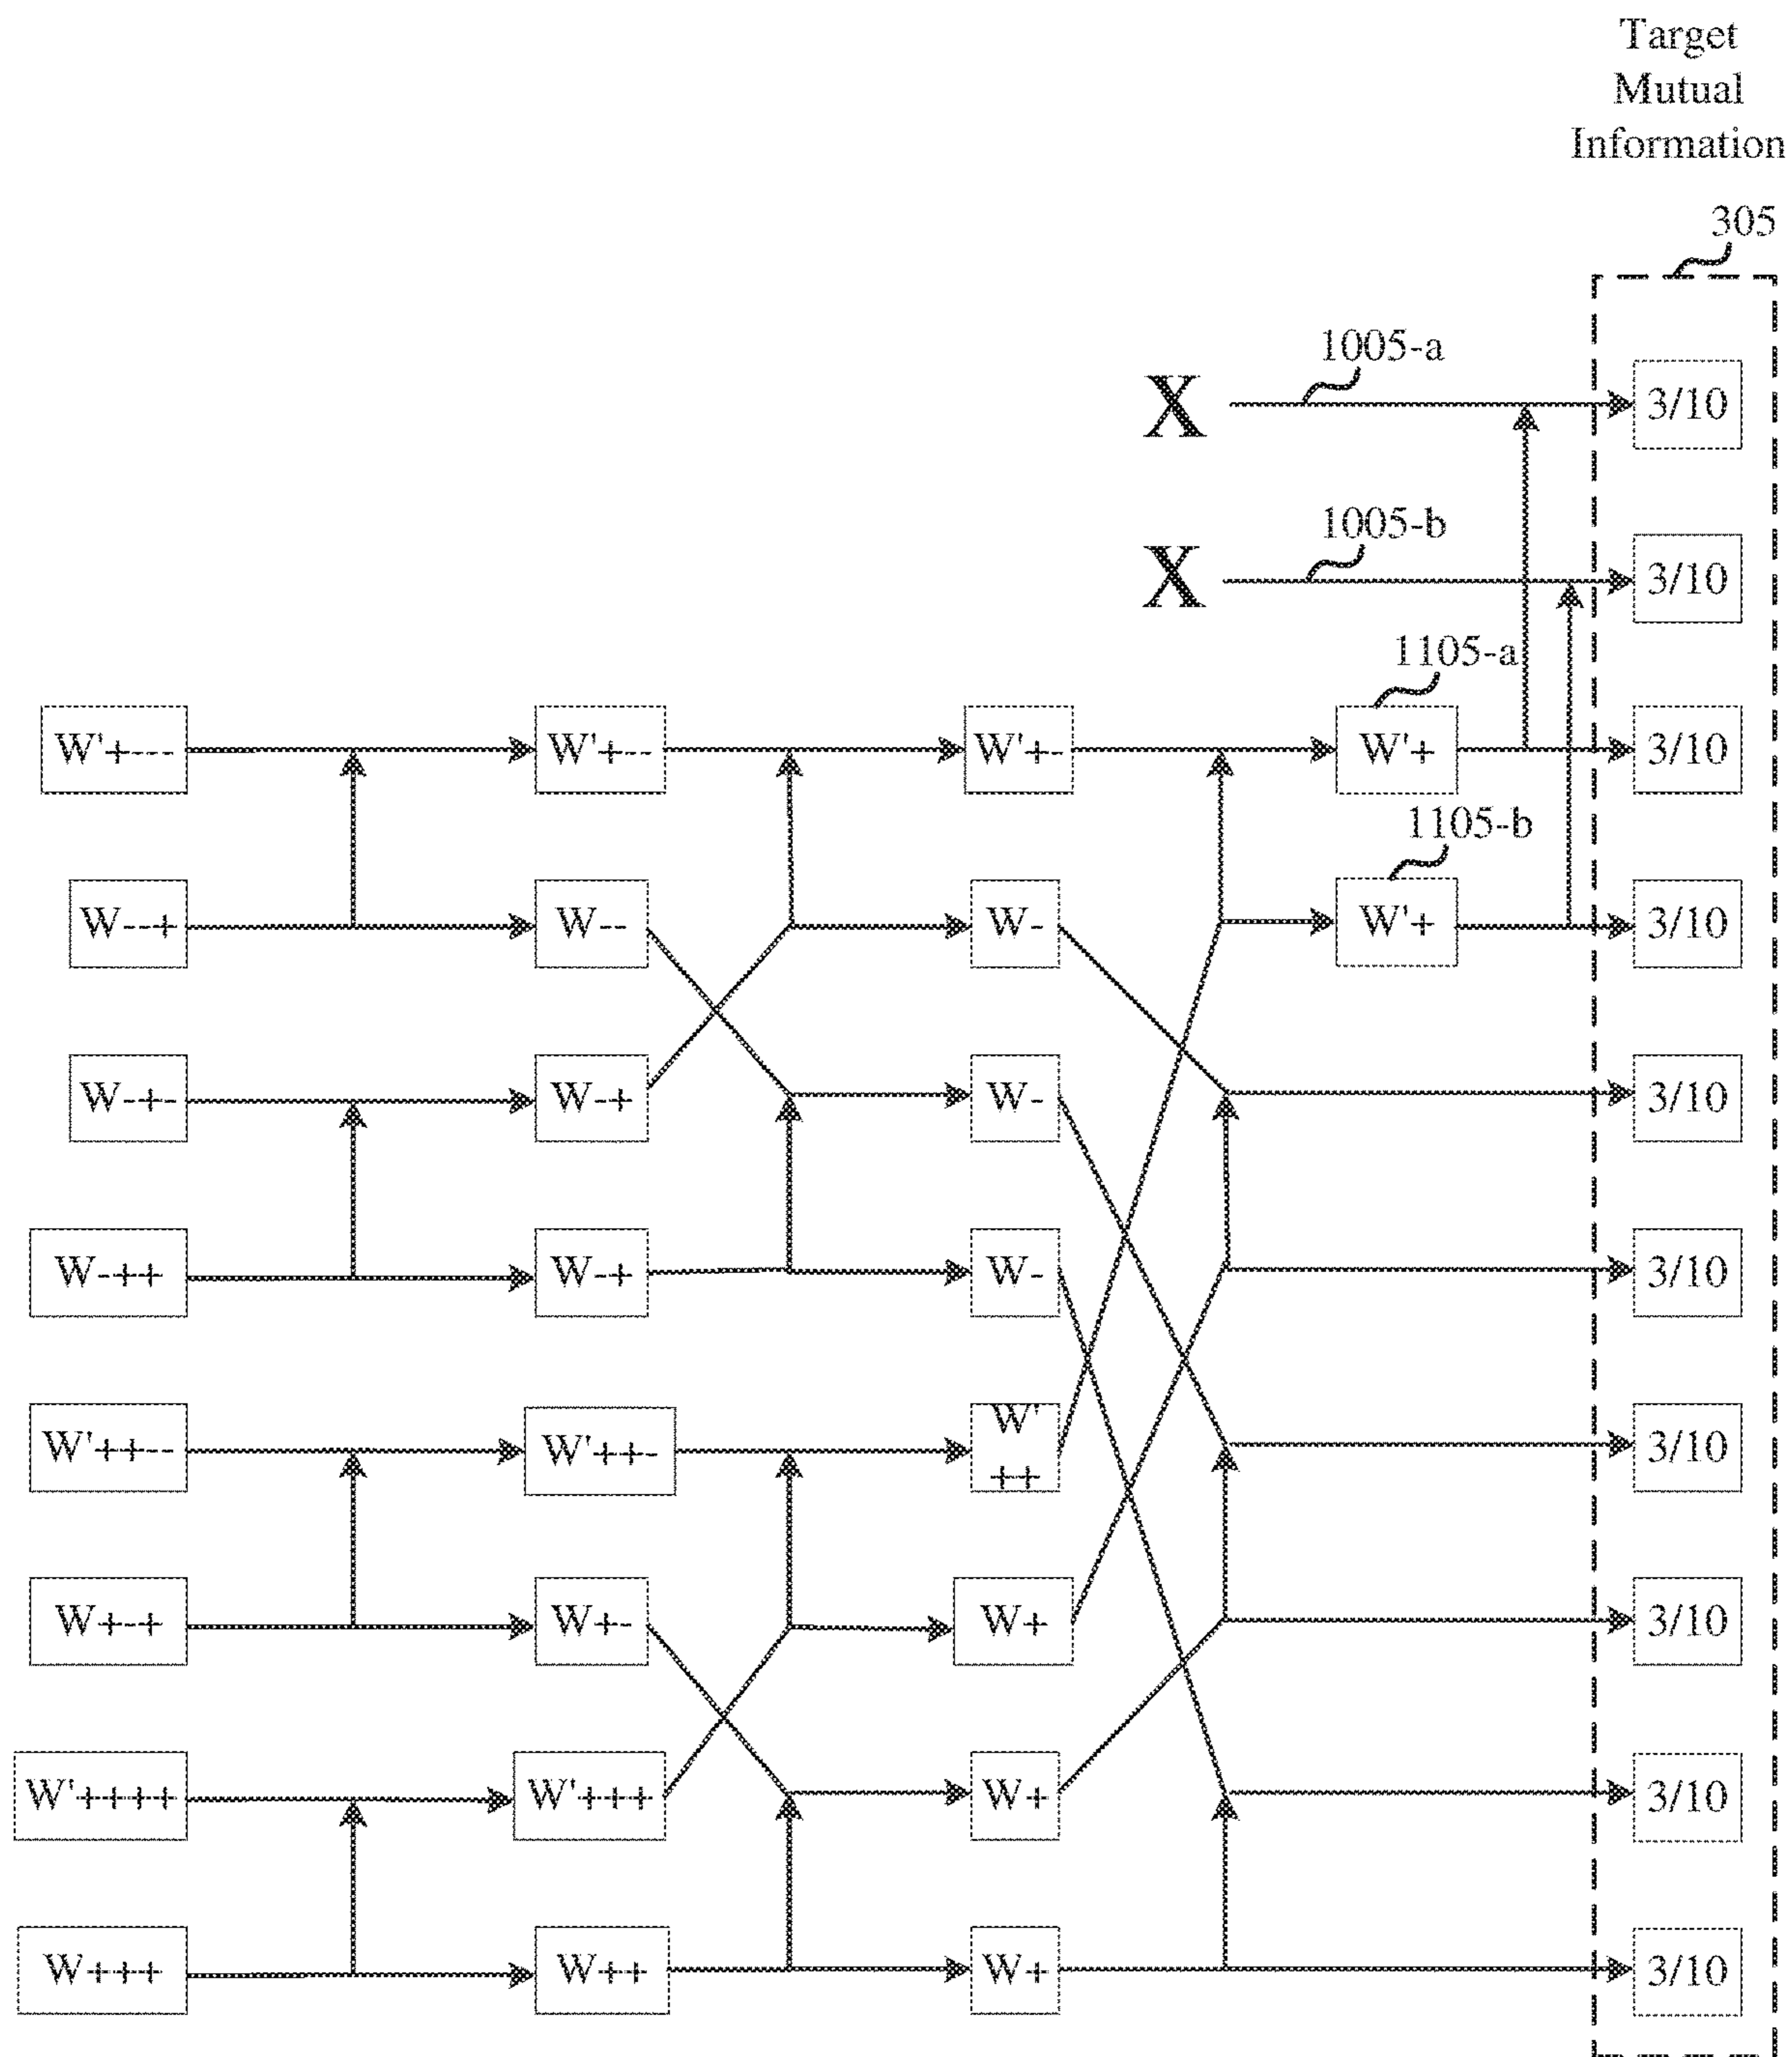 Target
Mutual
Information
305
1005-a
X
3/10
1005-b
X
3/10
1105-a
W'+---
W'+--
W'+-
W'+
3/10
1105-b
W--+
W--
W-
W'+
3/10
W-+-
W-+
W-
3/10
W-++
W-+
W-
3/10
W'++--
W'++-
W'
++
3/10
W+-+
W+-
W+
3/10
W'++++
W'+++
W+
3/10
W+++
W++
W+
3/10